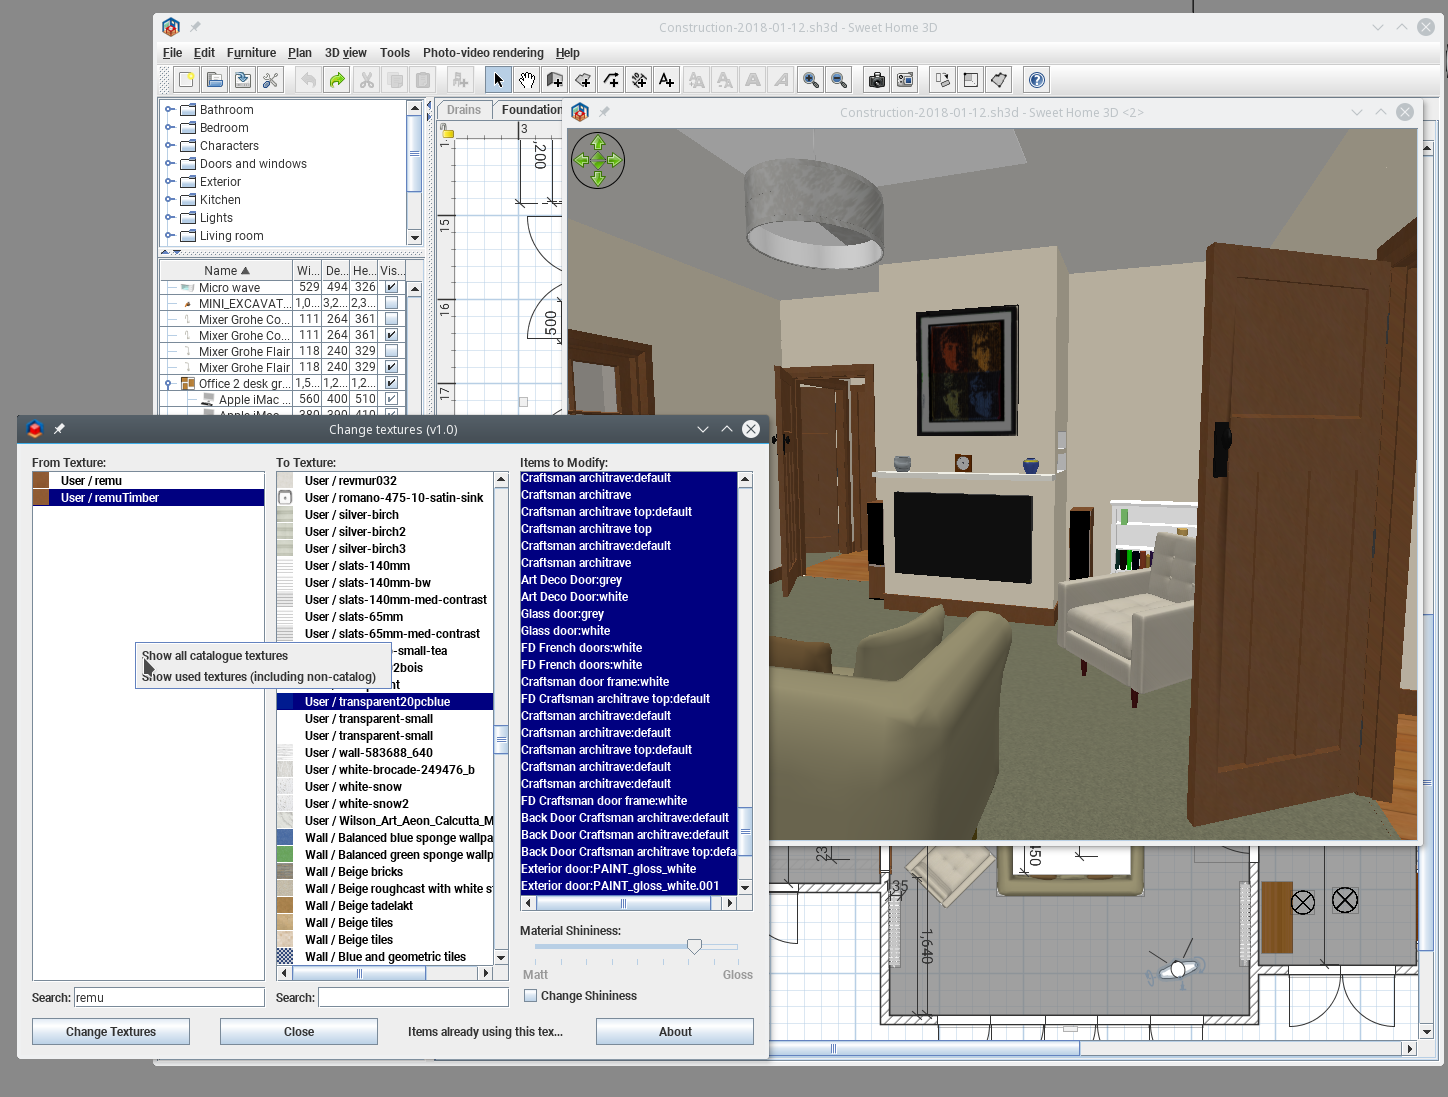 Construction-2018-01-12.sh3d - Sweet Home 3D
File Edit Furniture Plan 3D view Tools Photo-video rendering Help
Bathroom
Bedroom
Characters
Doors and windows
Exterior
Kitchen
Lights
Living room
Name Wi... De... He... Vis...
Micro wave 529 494 326
MINI_EXCAVAT... 1,0... 3,2... 2,3...
Mixer Grohe Co... 111 264 361
Mixer Grohe Co... 111 264 361
Mixer Grohe Flair 118 240 329
Mixer Grohe Flair 118 240 329
Office 2 desk gr... 1,5... 1,2... 1,2...
Apple iMac ... 560 400 510
Drains Foundation
3
,200
15
16
500
17
Construction-2018-01-12.sh3d - Sweet Home 3D <2>
Change textures (v1.0)
From Texture:
User / remu
User / remuTimber
Show all catalogue textures
Show used textures (including non-catalog)
Search: remu
To Texture:
User / revmur032
User / romano-475-10-satin-sink
User / silver-birch
User / silver-birch2
User / silver-birch3
User / slats-140mm
User / slats-140mm-bw
User / slats-140mm-med-contrast
User / slats-65mm
User / slats-65mm-med-contrast
-small-tea
2bois
nt
User / transparent20pcblue
User / transparent-small
User / transparent-small
User / wall-583688_640
User / white-brocade-249476_b
User / white-snow
User / white-snow2
User / Wilson_Art_Aeon_Calcutta_M
Wall / Balanced blue sponge wallpa
Wall / Balanced green sponge wallp
Wall / Beige bricks
Wall / Beige roughcast with white s
Wall / Beige tadelakt
Wall / Beige tiles
Wall / Beige tiles
Wall / Blue and geometric tiles
Search:
Items to Modify:
Craftsman architrave:default
Craftsman architrave
Craftsman architrave top:default
Craftsman architrave top
Craftsman architrave:default
Craftsman architrave
Art Deco Door:grey
Art Deco Door:white
Glass door:grey
Glass door:white
FD French doors:white
FD French doors:white
Craftsman door frame:white
FD Craftsman architrave top:default
Craftsman architrave:default
Craftsman architrave:default
Craftsman architrave top:default
Craftsman architrave:default
Craftsman architrave:default
FD Craftsman door frame:white
Back Door Craftsman architrave:default
Back Door Craftsman architrave:default
Back Door Craftsman architrave top:defa
Exterior door:PAINT_gloss_white
Exterior door:PAINT_gloss_white.001
Material Shininess:
Matt Gloss
Change Shininess
Change Textures Close Items already using this tex... About
135
1,640
450